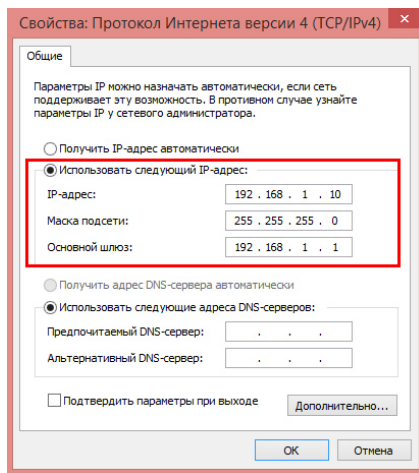 Свойства: Протокол Интернета версии 4 (TCP/IPv4)
Общие
Параметры IP можно назначать автоматически, если сеть
поддерживает эту возможность. В противном случае узнайте
параметры IP у сетевого администратора.
Получить IP-адрес автоматически
Использовать следующий IP-адрес:
IP-адрес: 192 . 168 . 1 . 10
Маска подсети: 255 . 255 . 255 . 0
Основной шлюз: 192 . 168 . 1 . 1
Получить адрес DNS-сервера автоматически
Использовать следующие адреса DNS-серверов:
Предпочитаемый DNS-сервер: . . .
Альтернативный DNS-сервер: . . .
Подтвердить параметры при выходе
Дополнительно...
ОК Отмена